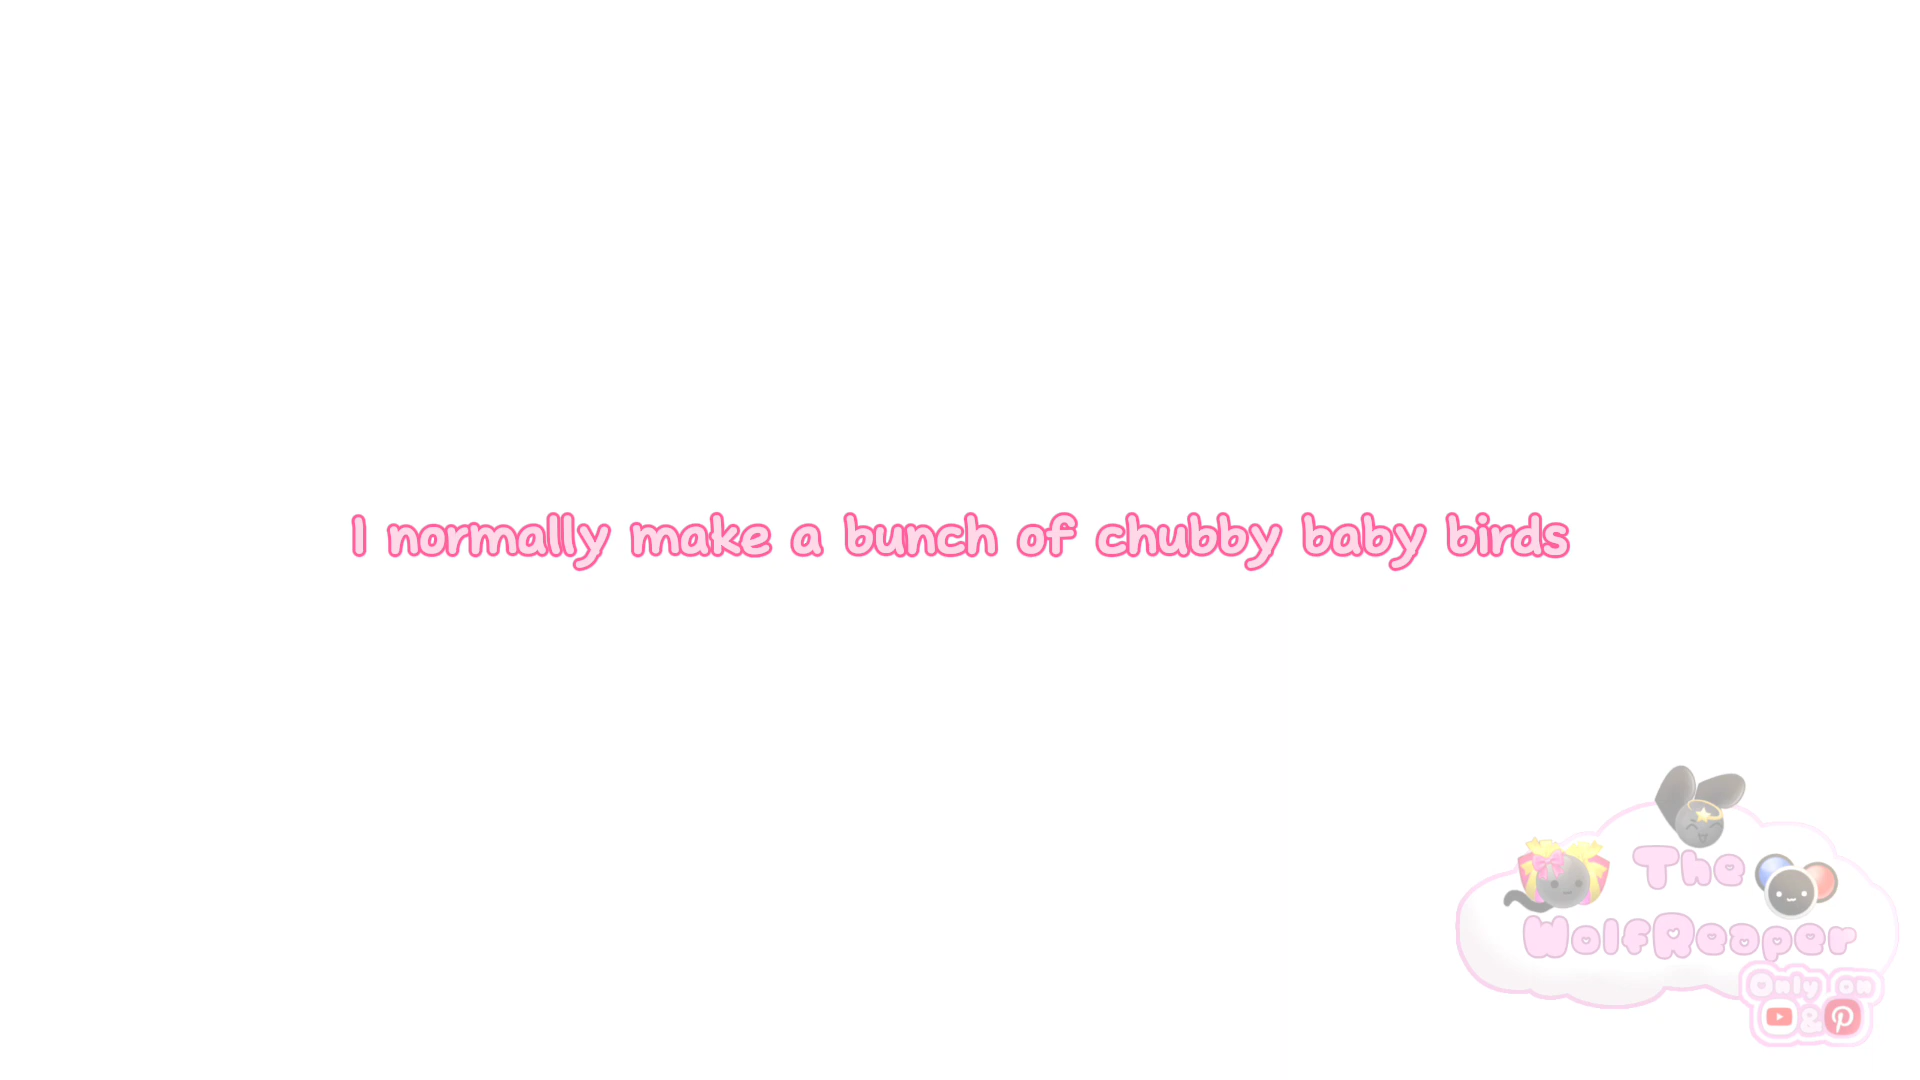 I normally make a bunch of chubby baby birds
The
WolfReaper
Only on
&